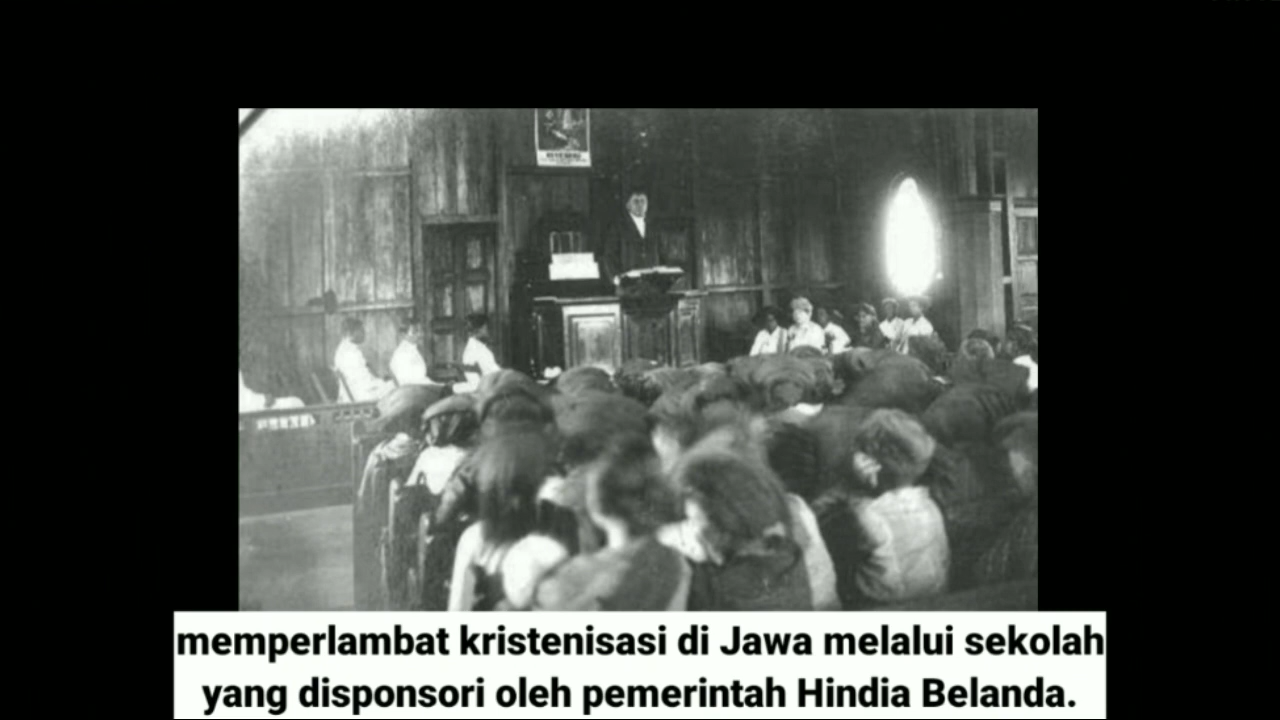 memperlambat kristenisasi di Jawa melalui sekolah
yang disponsori oleh pemerintah Hindia Belanda.